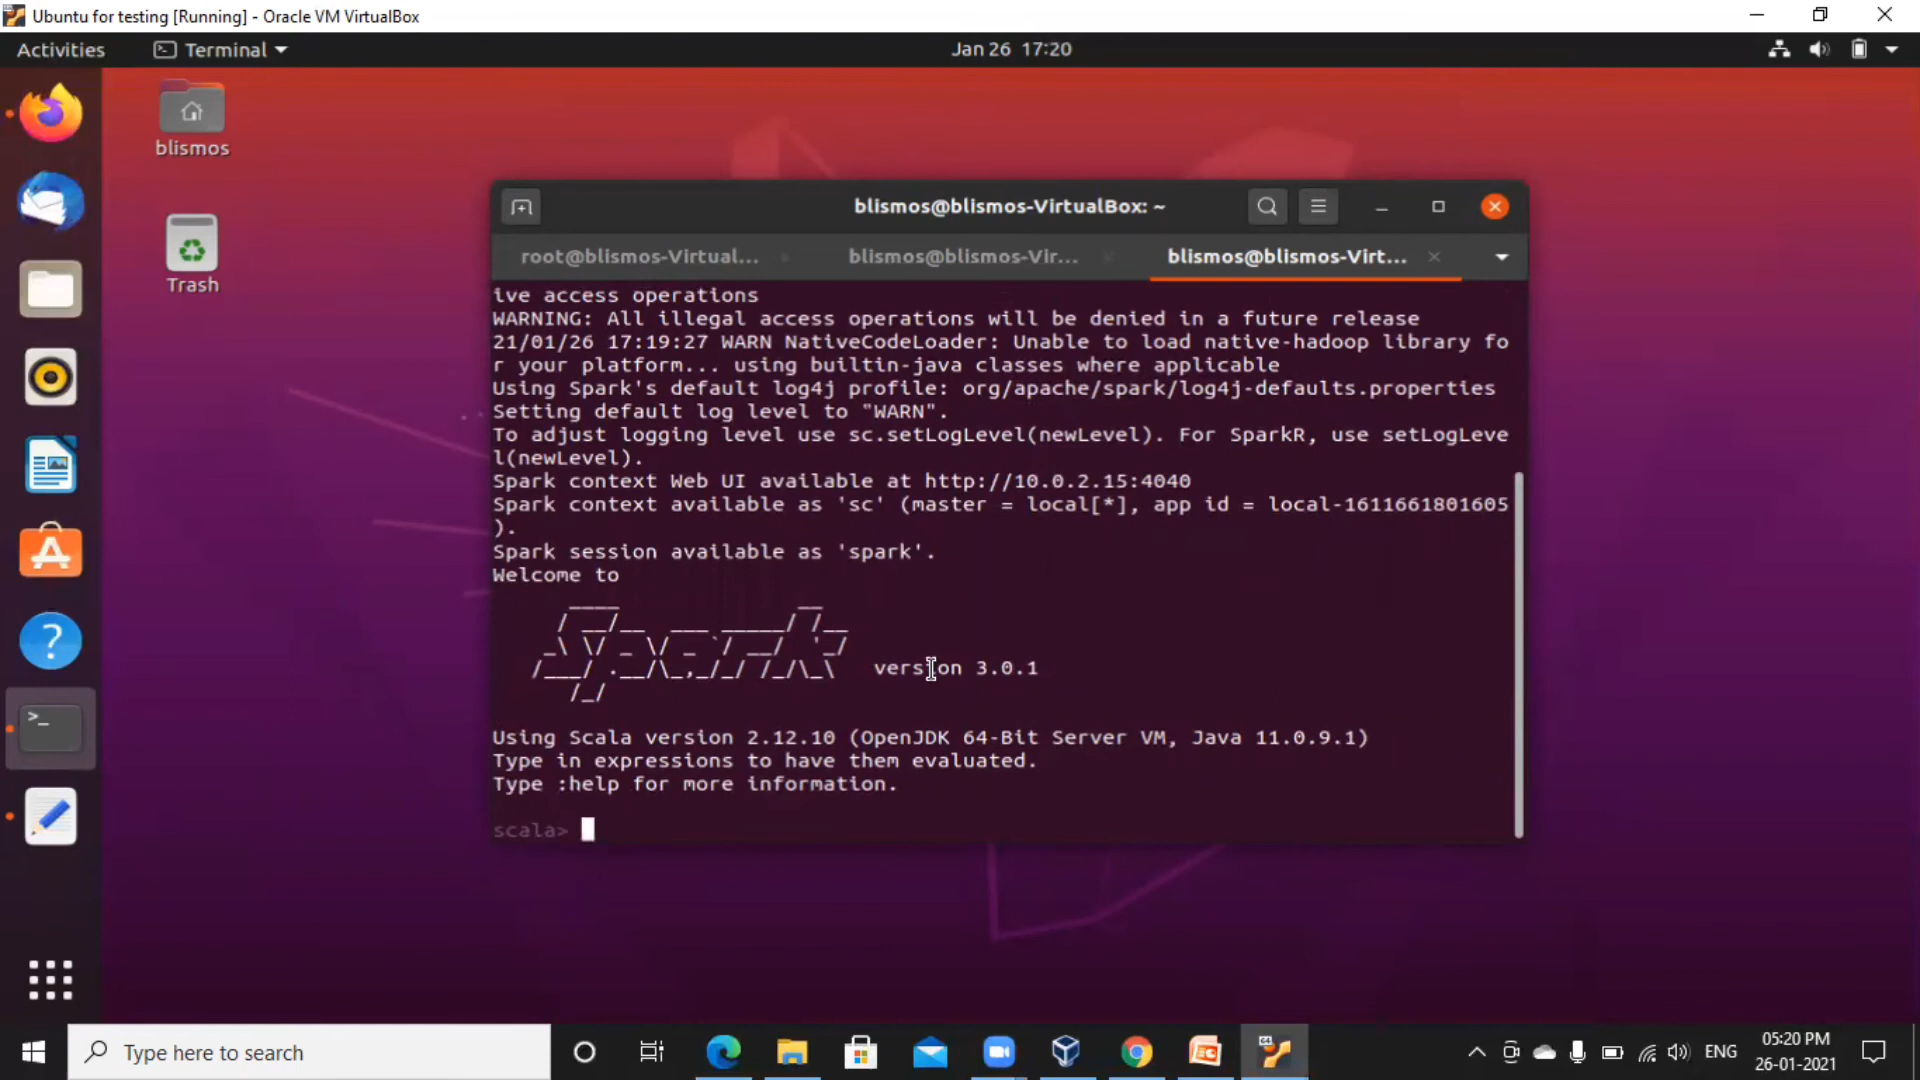 Ubuntu for testing [Running] - Oracle VM VirtualBox
Activities
Terminal
Jan 26 17:20
blismos
Trash
blismos@blismos-VirtualBox: ~
root@blismos-Virtual...
blismos@blismos-Vir...
blismos@blismos-Virt...
ive access operations
WARNING: All illegal access operations will be denied in a future release
21/01/26 17:19:27 WARN NativeCodeLoader: Unable to load native-hadoop library fo
r your platform... using builtin-java classes where applicable
Using Spark's default log4j profile: org/apache/spark/log4j-defaults.properties
Setting default log level to "WARN".
To adjust logging level use sc.setLogLevel(newLevel). For SparkR, use setLogLeve
l(newLevel).
Spark context Web UI available at http://10.0.2.15:4040
Spark context available as 'sc' (master = local[*], app id = local-1611661801605
).
Spark session available as 'spark'.
Welcome to
Spark
version 3.0.1
Using Scala version 2.12.10 (OpenJDK 64-Bit Server VM, Java 11.0.9.1)
Type in expressions to have them evaluated.
Type :help for more information.
scala>
Type here to search
64
ENG
05:20 PM
26-01-2021